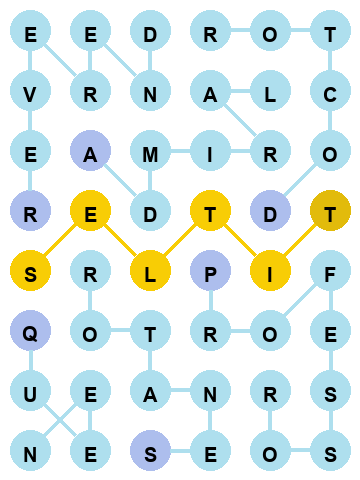 E E D R O T
V R N A L C
E A M I R O
R E D T D T
S R L P I F
Q O T R O E
U E A N R S
N E S E O S